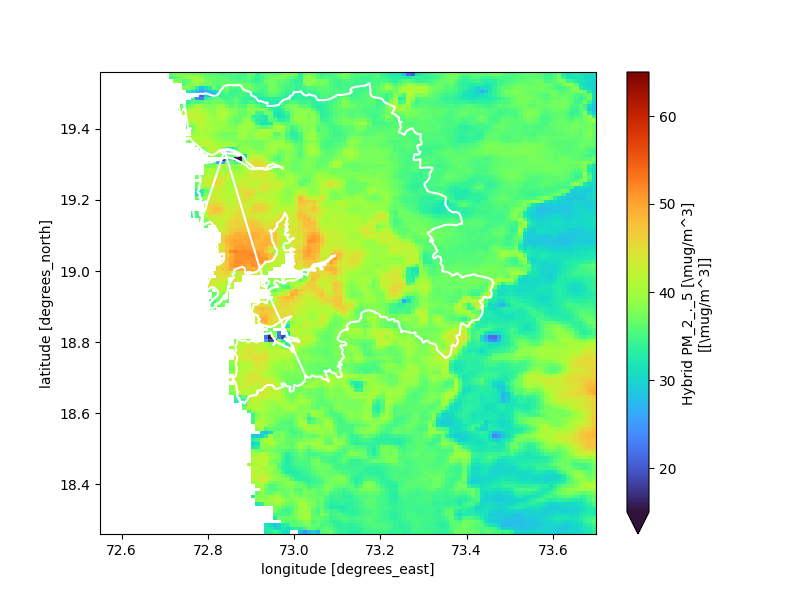 19.4
19.2
19.0
18.8
18.6
18.4
latitude [degrees_north]
72.6 72.8 73.0 73.2 73.4 73.6
longitude [degrees_east]
60
50
40
30
20
Hybrid PM_2_._5 [\mug/m^3]
[[\mug/m^3]]